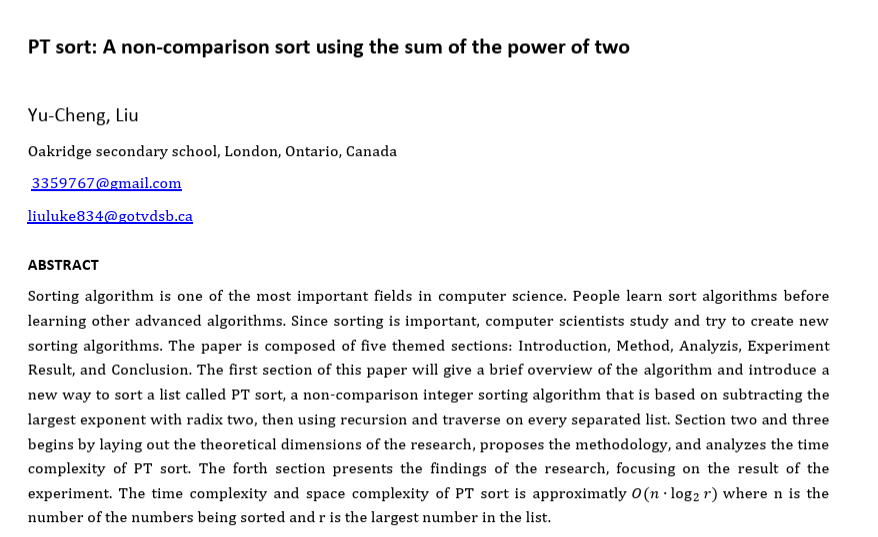 PT sort: A non-comparison sort using the sum of the power of two
Yu-Cheng, Liu
Oakridge secondary school, London, Ontario, Canada
3359767@gmail.com
liuluke834@gotvdsb.ca
ABSTRACT
Sorting algorithm is one of the most important fields in computer science. People learn sort algorithms before
learning other advanced algorithms. Since sorting is important, computer scientists study and try to create new
sorting algorithms. The paper is composed of five themed sections: Introduction, Method, Analyzis, Experiment
Result, and Conclusion. The first section of this paper will give a brief overview of the algorithm and introduce a
new way to sort a list called PT sort, a non-comparison integer sorting algorithm that is based on subtracting the
largest exponent with radix two, then using recursion and traverse on every separated list. Section two and three
begins by laying out the theoretical dimensions of the research, proposes the methodology, and analyzes the time
complexity of PT sort. The forth section presents the findings of the research, focusing on the result of the
experiment. The time complexity and space complexity of PT sort is approximatly O(n · log₂ r) where n is the
number of the numbers being sorted and r is the largest number in the list.